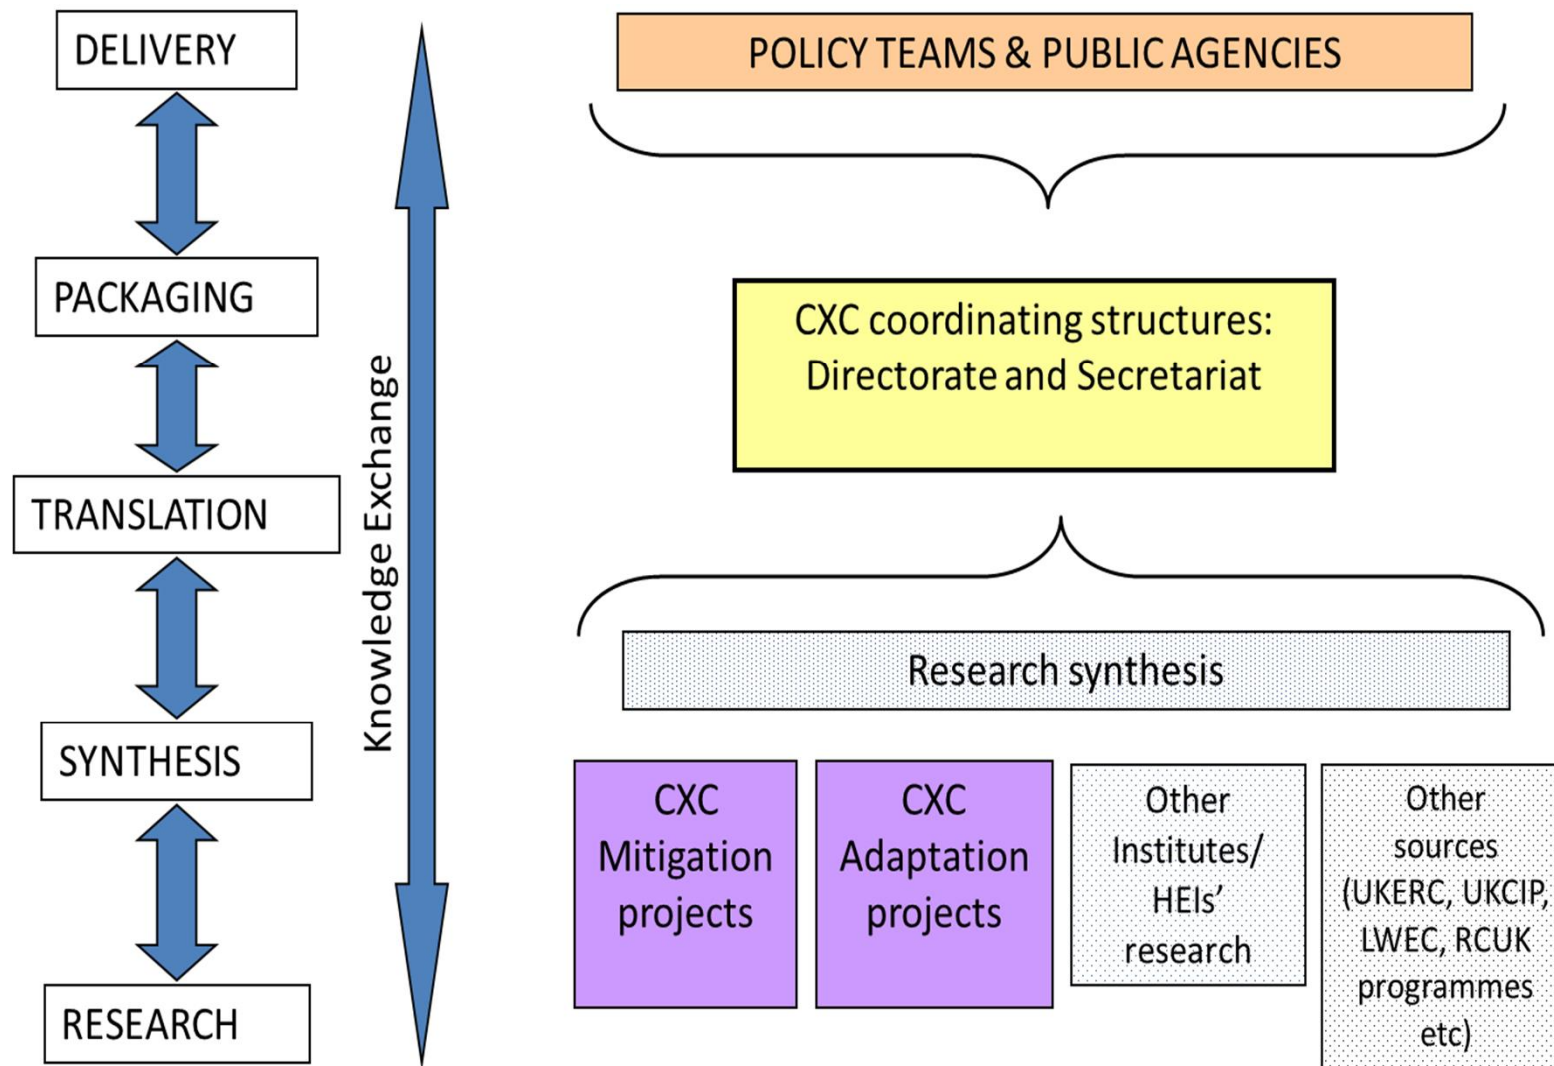 DELIVERY
PACKAGING
TRANSLATION
SYNTHESIS
RESEARCH
Knowledge Exchange
POLICY TEAMS & PUBLIC AGENCIES
CXC coordinating structures:
Directorate and Secretariat
Research synthesis
CXC
Mitigation
projects
CXC
Adaptation
projects
Other
Institutes/
HEIs’
research
Other
sources
(UKERC, UKCIP,
LWEC, RCUK
programmes
etc)